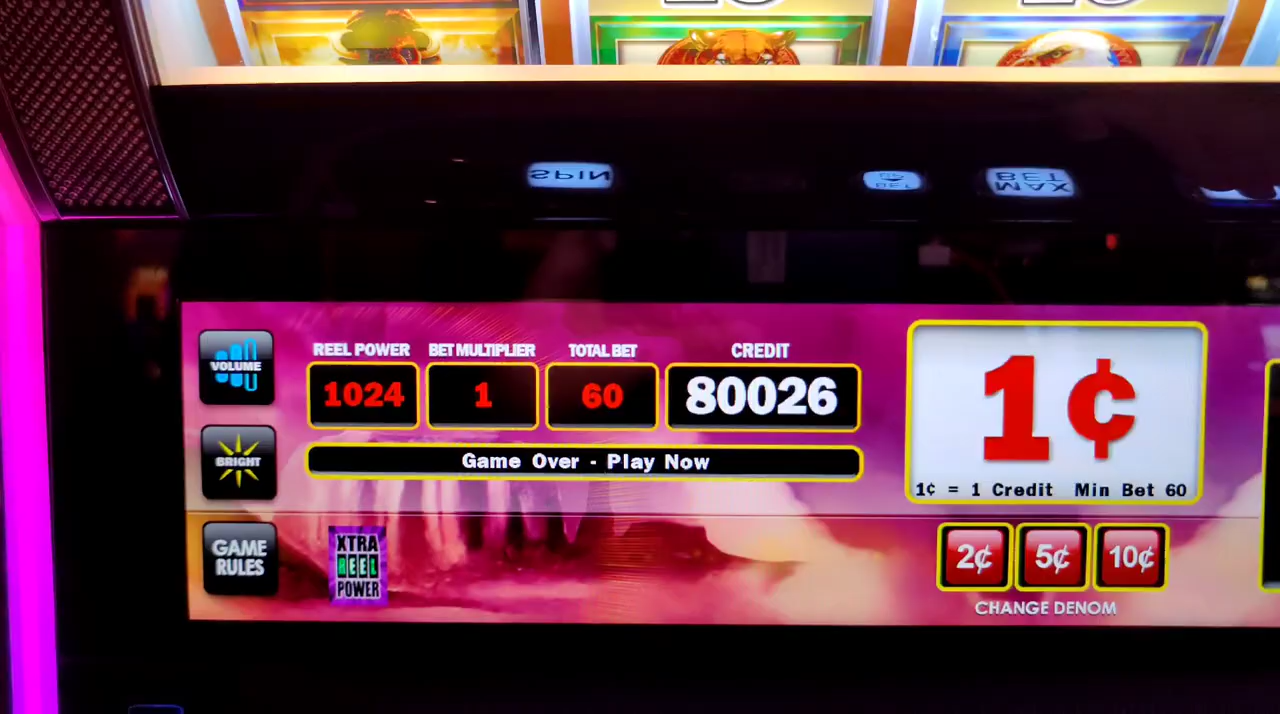 SPIN
BET
MAX
BET
REEL POWER
BET MULTIPLIER
TOTAL BET
CREDIT
1024
1
60
80026
Game Over - Play Now
1¢
1¢ = 1 Credit Min Bet 60
VOLUME
BRIGHT
GAME
RULES
XTRA
REEL
POWER
2¢
5¢
10¢
CHANGE DENOM